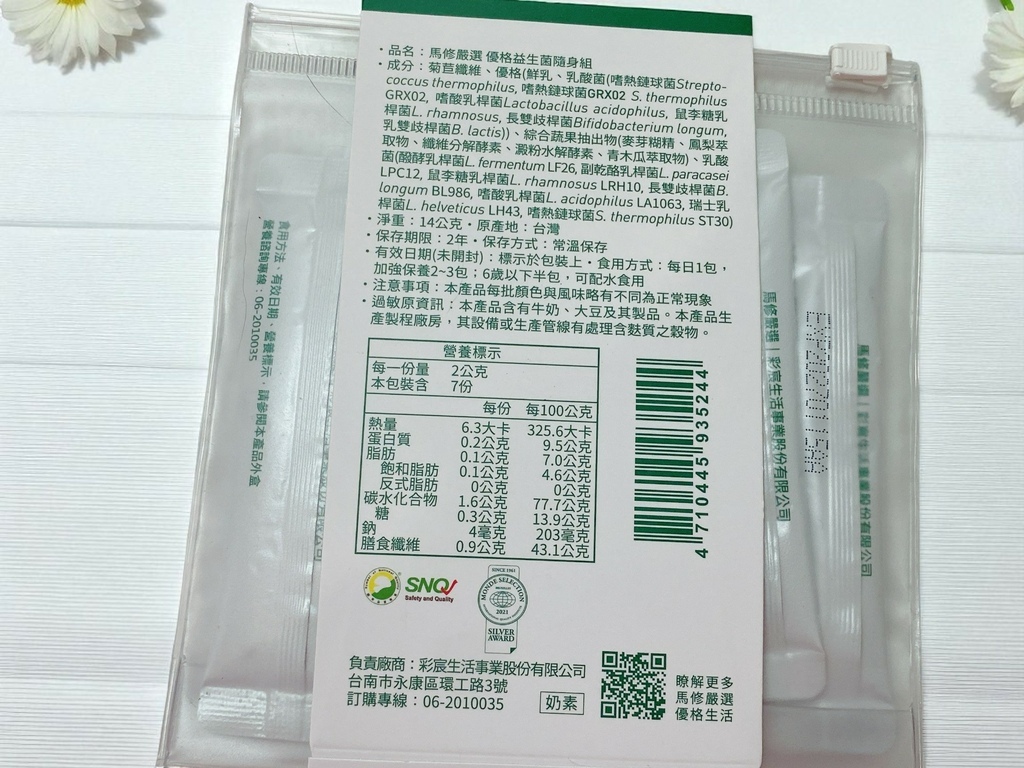 ・品名：馬修嚴選 優格益生菌隨身組
・成分：菊苣纖維、優格(鮮乳、乳酸菌(嗜熱鏈球菌Strepto-
coccus thermophilus, 嗜熱鏈球菌GRX02 S. thermophilus
GRX02, 嗜酸乳桿菌Lactobacillus acidophilus, 鼠李糖乳
桿菌L. rhamnosus, 長雙歧桿菌Bifidobacterium longum,
乳雙歧桿菌B. lactis))、綜合蔬果抽出物(麥芽糊精、鳳梨萃
取物、纖維分解酵素、澱粉水解酵素、青木瓜萃取物)、乳酸
菌(醱酵乳桿菌L. fermentum LF26, 副乾酪乳桿菌L. paracasei
LPC12, 鼠李糖乳桿菌L. rhamnosus LRH10, 長雙歧桿菌B.
longum BL986, 嗜酸乳桿菌L. acidophilus LA1063, 瑞士乳
桿菌L. helveticus LH43, 嗜熱鏈球菌S. thermophilus ST30)
・淨重：14公克・原產地：台灣
・保存期限：2年・保存方式：常溫保存
・有效日期(未開封)：標示於包裝上・食用方式：每日1包，
加強保養2~3包；6歲以下半包，可配水食用
・注意事項：本產品每批顏色與風味略有不同為正常現象
・過敏原資訊：本產品含有牛奶、大豆及其製品。本產品生
產製程廠房，其設備或生產管線有處理含麩質之穀物。
營養標示
每一份量 2公克
本包裝含 7份
每份 每100公克
熱量 6.3大卡 325.6大卡
蛋白質 0.2公克 9.5公克
脂肪 0.1公克 7.0公克
飽和脂肪 0.1公克 4.6公克
反式脂肪 0公克 0公克
碳水化合物 1.6公克 77.7公克
糖 0.3公克 13.9公克
鈉 4毫克 203毫克
膳食纖維 0.9公克 43.1公克
4 710445 935244
SNQ
Safety and Quality
SINCE 1961
MONDE SELECTION
2021
SILVER
AWARD
負責廠商：彩宸生活事業股份有限公司
台南市永康區環工路3號
訂購專線：06-2010035
奶素
瞭解更多
馬修嚴選
優格生活
食用方法、有效日期、營養標示，請參閱本產品外盒
營養諮詢專線：06-2010035
馬修嚴選｜彩宸生活事業股份有限公司
馬修嚴選｜彩宸生活事業股份有限公司